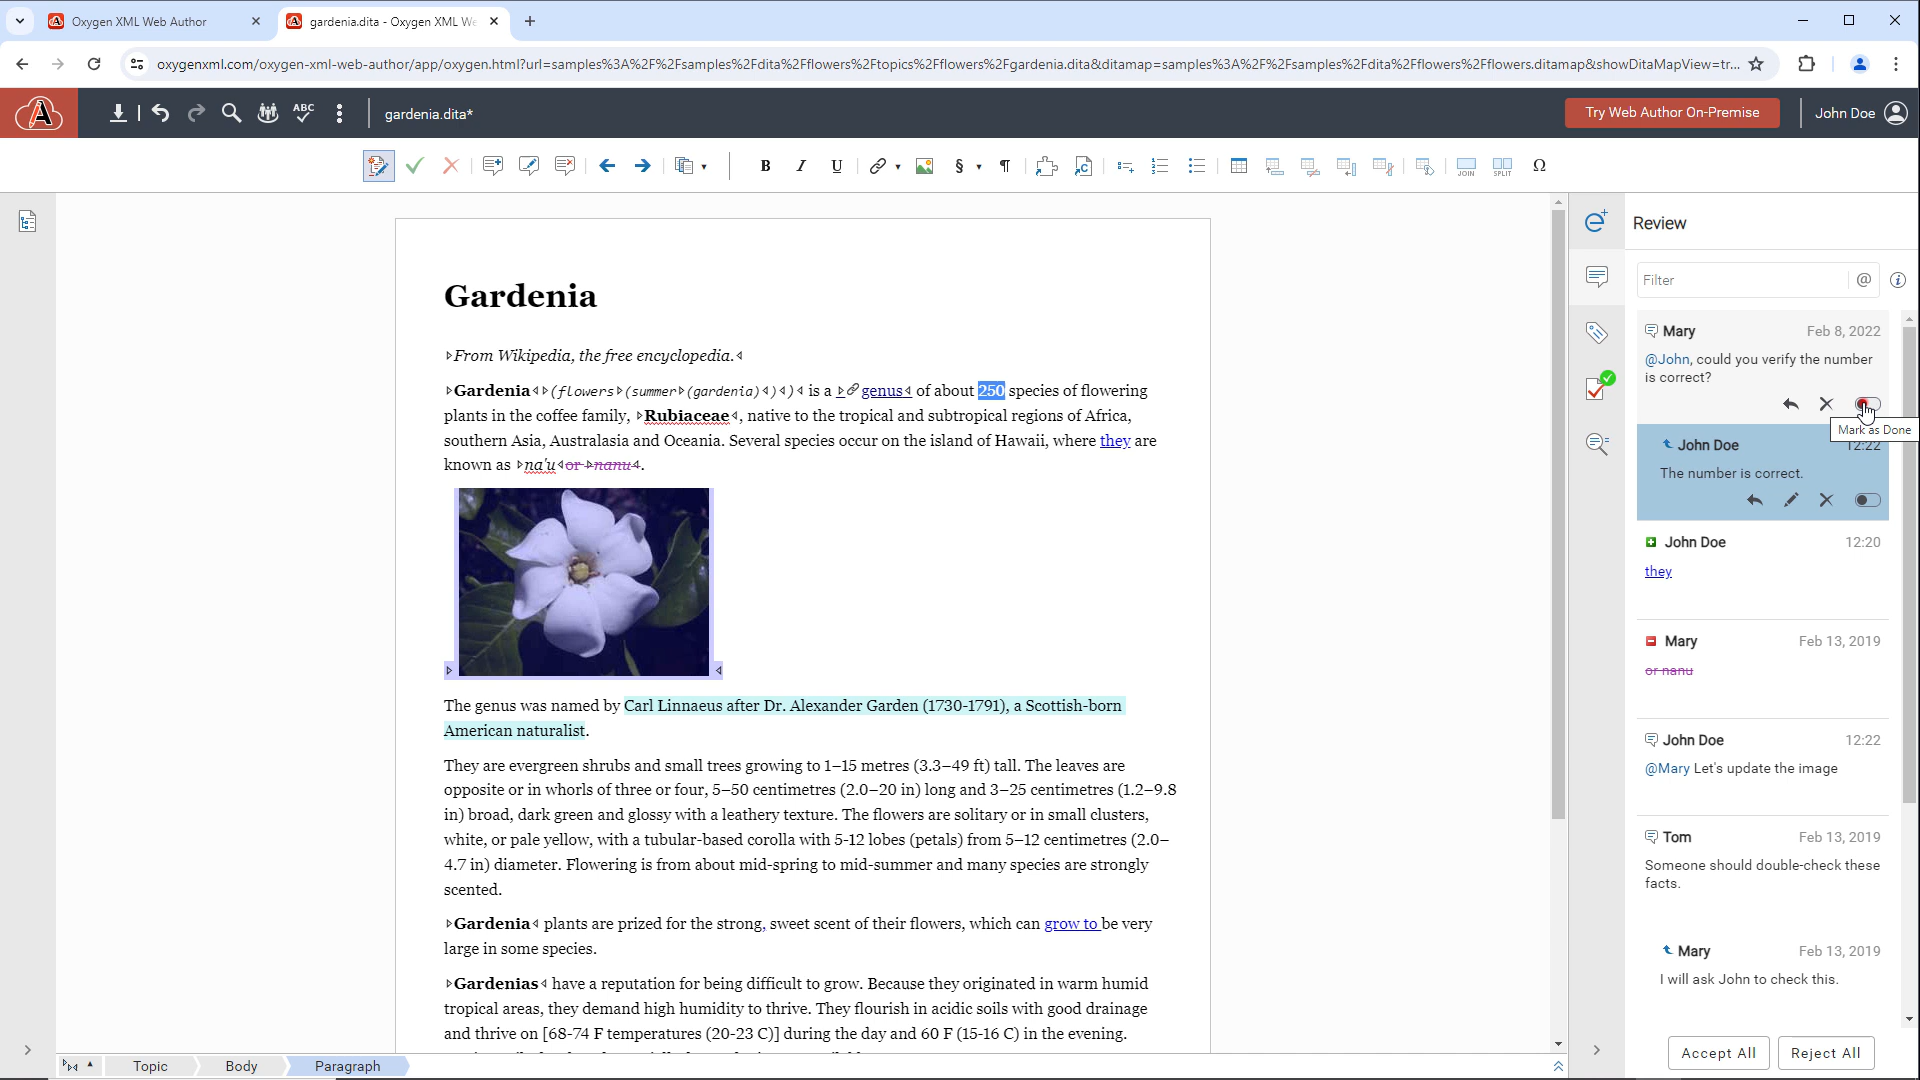 Oxygen XML Web Author
gardenia.dita - Oxygen XML We
oxygenxml.com/oxygen-xml-web-author/app/oxygen.html?url=samples%3A%2F%2Fsamples%2Fdita%2Fflowers%2Ftopics%2Fflowers%2Fgardenia.dita&ditamap=samples%3A%2F%2Fsamples%2Fdita%2Fflowers%2Fflowers.ditamap&showDitaMapView=tr...
ABC
gardenia.dita*
Try Web Author On-Premise
John Doe
B I U § ¶ JOIN SPLIT Ω
Gardenia
From Wikipedia, the free encyclopedia.
Gardenia (flowers (summer (gardenia))) is a genus of about 250 species of flowering
plants in the coffee family, Rubiaceae, native to the tropical and subtropical regions of Africa,
southern Asia, Australasia and Oceania. Several species occur on the island of Hawaii, where they are
known as na'u or nanu.
The genus was named by Carl Linnaeus after Dr. Alexander Garden (1730-1791), a Scottish-born
American naturalist.
They are evergreen shrubs and small trees growing to 1–15 metres (3.3–49 ft) tall. The leaves are
opposite or in whorls of three or four, 5–50 centimetres (2.0–20 in) long and 3–25 centimetres (1.2–9.8
in) broad, dark green and glossy with a leathery texture. The flowers are solitary or in small clusters,
white, or pale yellow, with a tubular-based corolla with 5-12 lobes (petals) from 5–12 centimetres (2.0–
4.7 in) diameter. Flowering is from about mid-spring to mid-summer and many species are strongly
scented.
Gardenia plants are prized for the strong, sweet scent of their flowers, which can grow to be very
large in some species.
Gardenias have a reputation for being difficult to grow. Because they originated in warm humid
tropical areas, they demand high humidity to thrive. They flourish in acidic soils with good drainage
and thrive on [68-74 F temperatures (20-23 C)] during the day and 60 F (15-16 C) in the evening.
Topic Body Paragraph
Review
Filter @
Mary Feb 8, 2022
@John, could you verify the number
is correct?
Mark as Done
John Doe 12:22
The number is correct.
John Doe 12:20
they
Mary Feb 13, 2019
or nanu
John Doe 12:22
@Mary Let's update the image
Tom Feb 13, 2019
Someone should double-check these
facts.
Mary Feb 13, 2019
I will ask John to check this.
Accept All Reject All